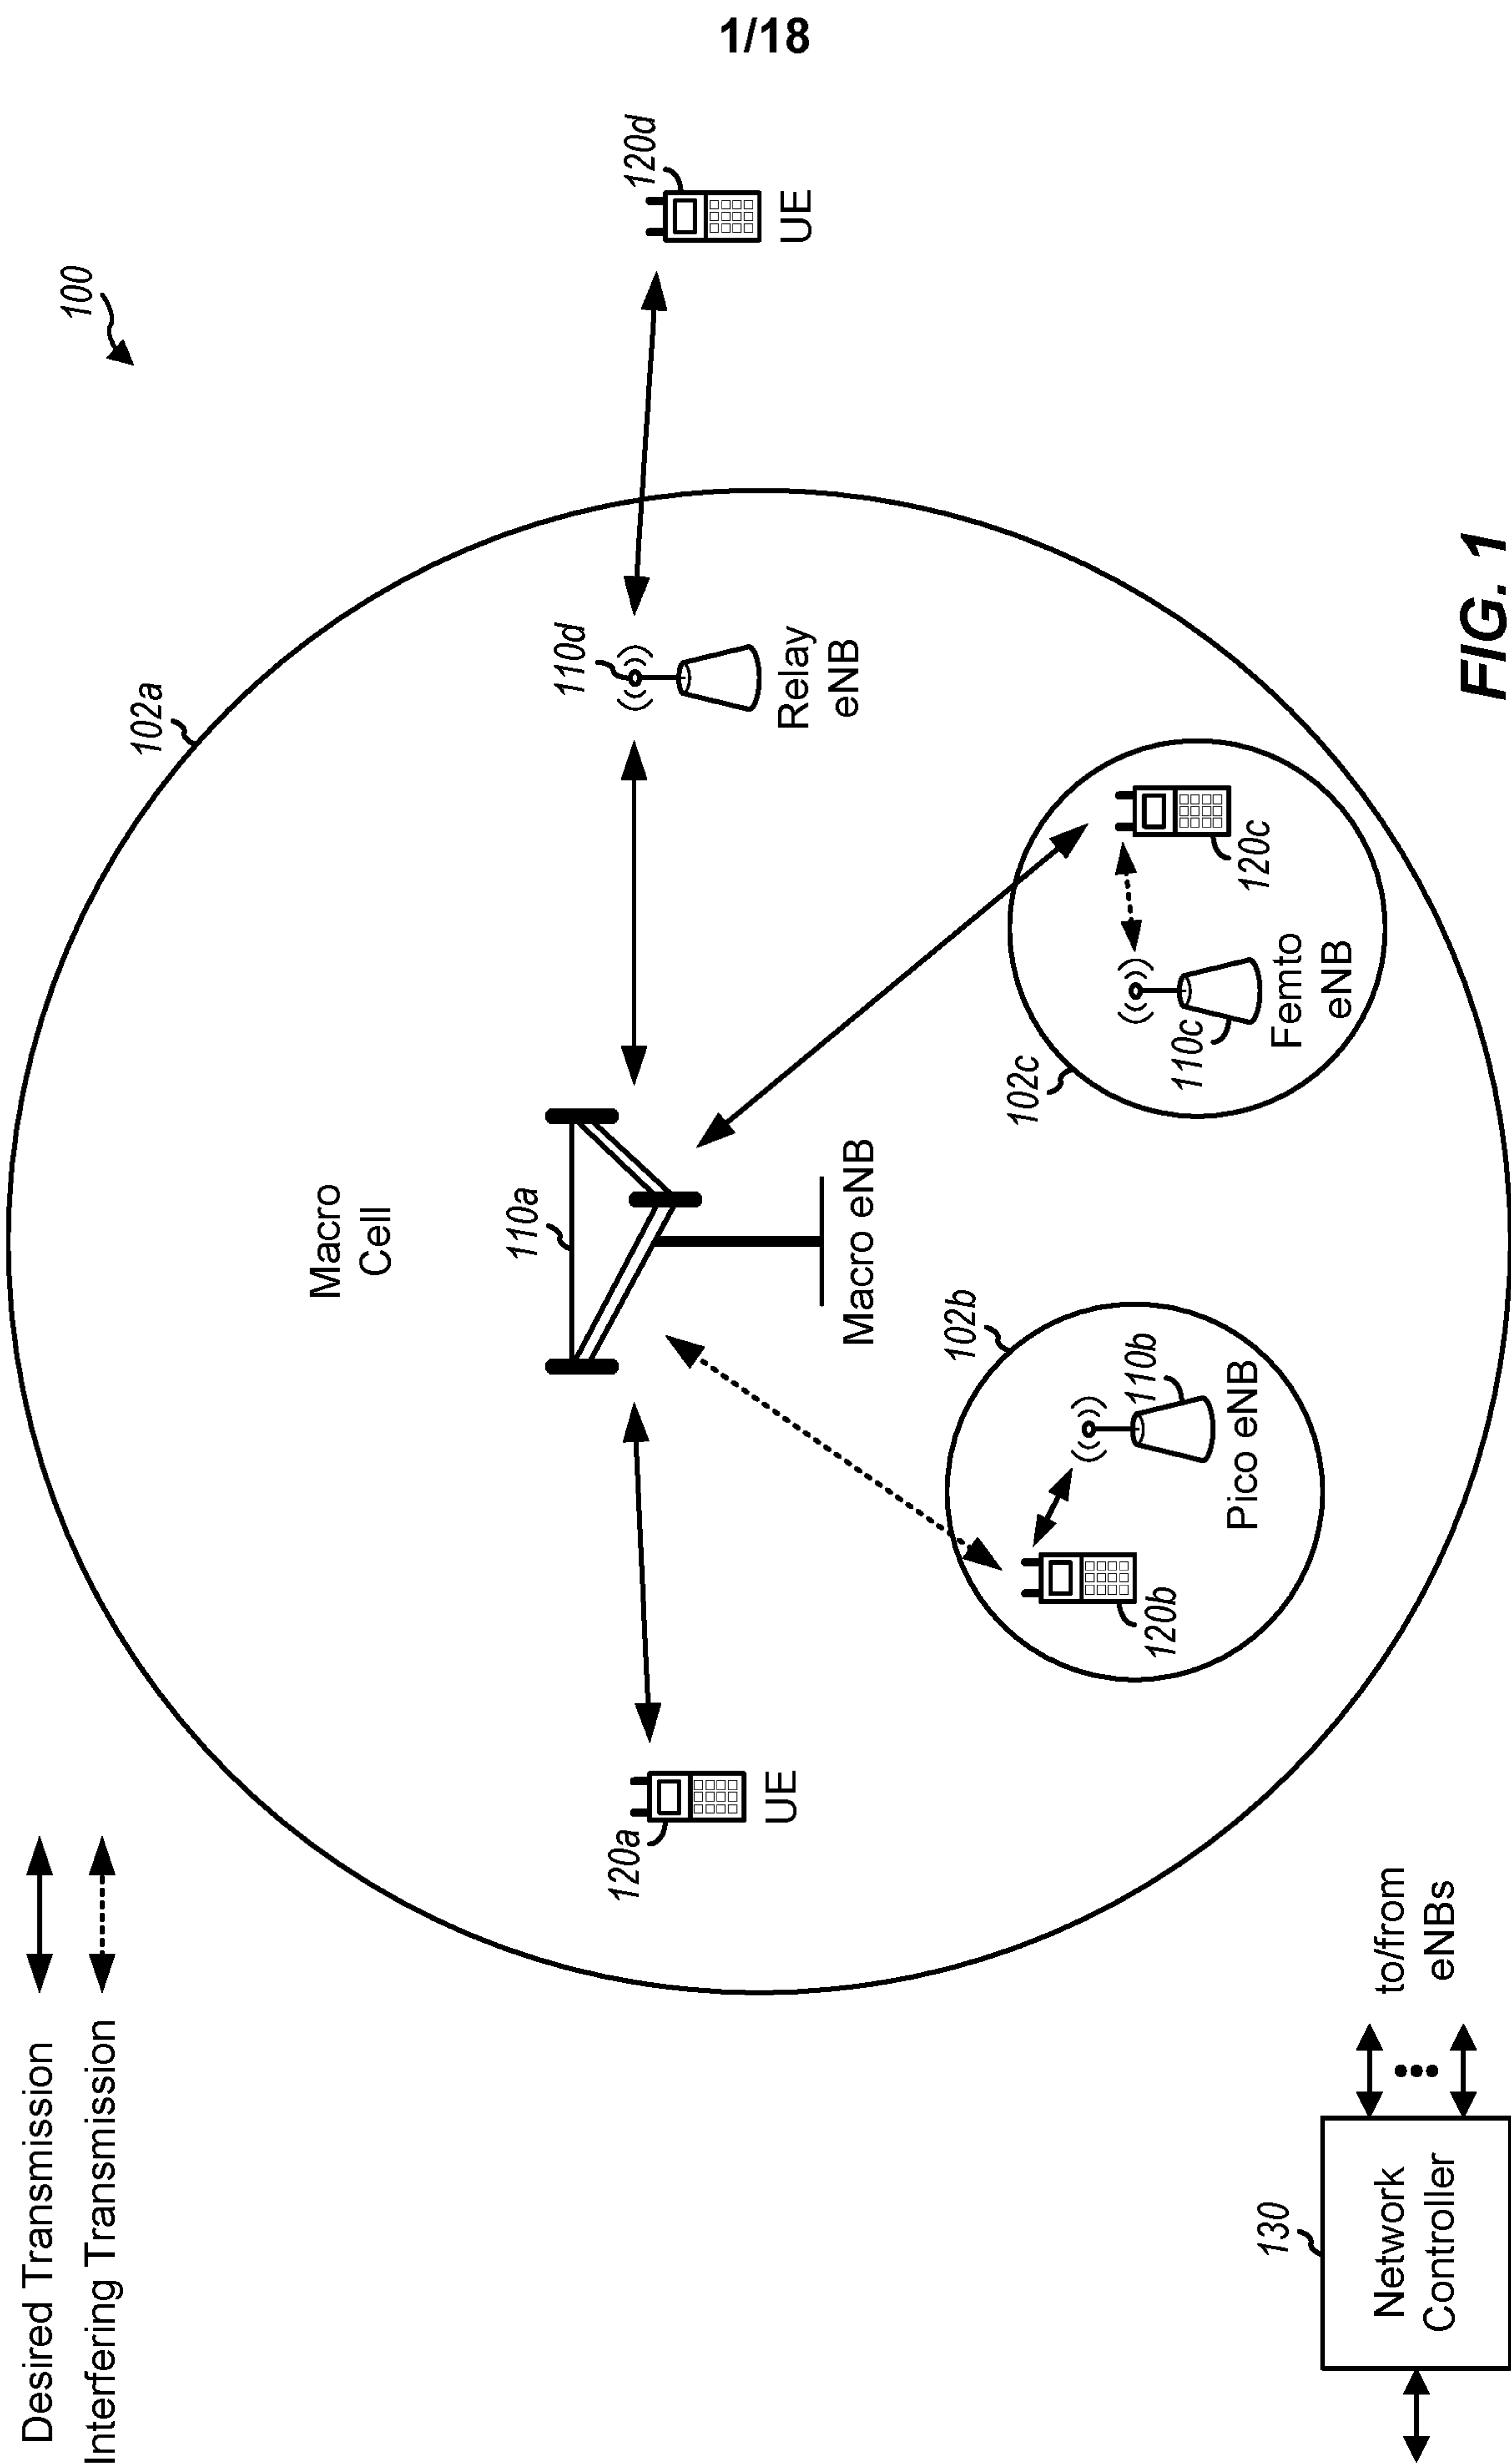 1/18
Desired Transmission
Interfering Transmission
100
102a
Macro
Cell
110a
Macro eNB
110d
Relay
eNB
120d
UE
120a
UE
102b
110b
Pico eNB
120b
102c
110c
Femto
eNB
120c
130
Network
Controller
to/from
eNBs
FIG. 1